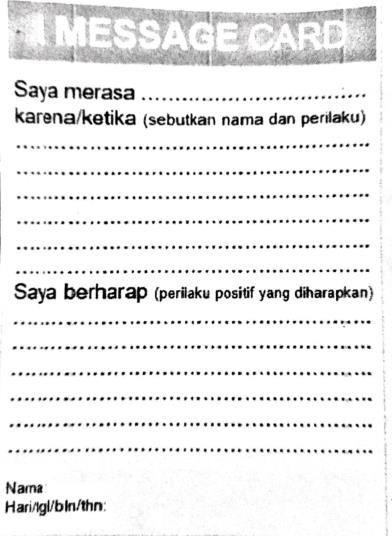 I MESSAGE CARD
Saya merasa ........................................
karena/ketika (sebutkan nama dan perilaku)
................................................................
................................................................
................................................................
................................................................
................................................................
................................................................
Saya berharap (perilaku positif yang diharapkan)
................................................................
................................................................
................................................................
................................................................
................................................................
................................................................
Nama:
Hari/tgl/bln/thn: